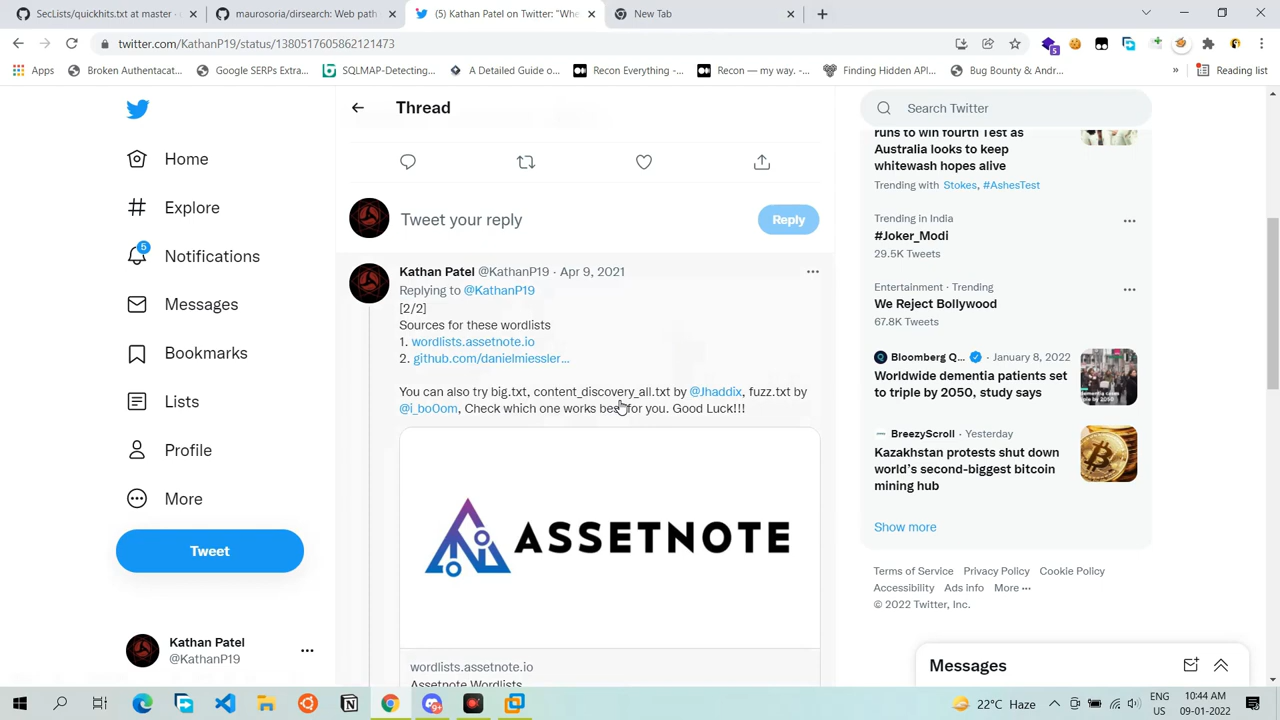 SecLists/quickhits.txt at master
maurosoria/dirsearch: Web path
(5) Kathan Patel on Twitter: "Whe
New Tab
twitter.com/KathanP19/status/1380517605862121473
5
Apps
Broken Authenticat...
Google SERPs Extra...
SQLMAP-Detecting...
A Detailed Guide o...
Recon Everything -...
Recon — my way. -...
Finding Hidden API...
Bug Bounty & Andr...
»
Reading list
Home
Explore
5
Notifications
Messages
Bookmarks
Lists
Profile
More
Tweet
Kathan Patel
@KathanP19
Thread
Tweet your reply
Reply
Kathan Patel @KathanP19 · Apr 9, 2021
Replying to @KathanP19
[2/2]
Sources for these wordlists
1. wordlists.assetnote.io
2. github.com/danielmiessler...
You can also try big.txt, content_discovery_all.txt by @Jhaddix, fuzz.txt by
@i_bo0om, Check which one works best for you. Good Luck!!!
ASSETNOTE
wordlists.assetnote.io
Assetnote Wordlists
Search Twitter
runs to win fourth Test as
Australia looks to keep
whitewash hopes alive
Trending with Stokes, #AshesTest
Trending in India
#Joker_Modi
29.5K Tweets
Entertainment · Trending
We Reject Bollywood
67.8K Tweets
Bloomberg Q... · January 8, 2022
Worldwide dementia patients set
to triple by 2050, study says
BreezyScroll · Yesterday
Kazakhstan protests shut down
world's second-biggest bitcoin
mining hub
Show more
Terms of Service Privacy Policy Cookie Policy
Accessibility Ads info More ···
© 2022 Twitter, Inc.
Messages
9+
22°C Haze
ENG
US
10:44 AM
09-01-2022